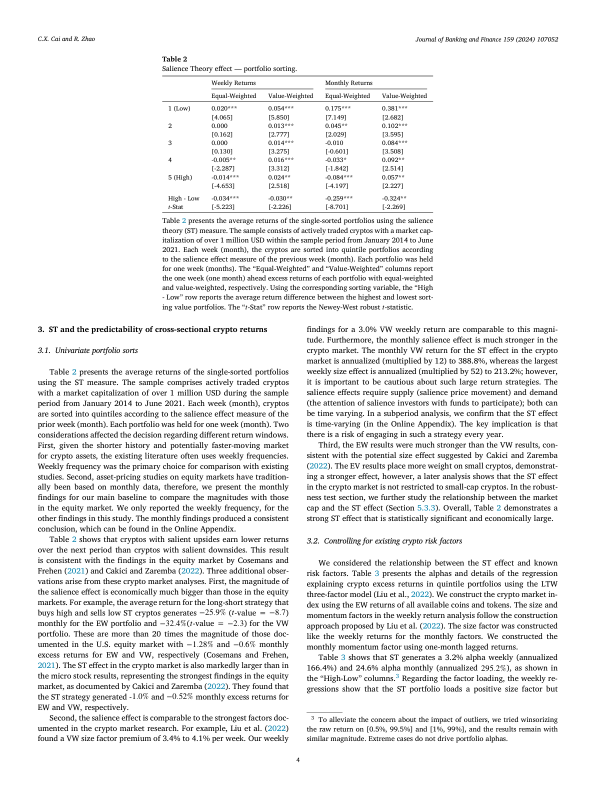 C.X. Cai and R. Zhao
Journal of Banking and Finance 159 (2024) 107052
Table 2
Salience Theory effect — portfolio sorting.
Weekly Returns Monthly Returns
Equal-Weighted Value-Weighted Equal-Weighted Value-Weighted
1 (Low) 0.020*** 0.054*** 0.175*** 0.381***
[4.065] [5.850] [7.149] [2.682]
2 0.000 0.013*** 0.045** 0.102***
[0.162] [2.777] [2.029] [3.595]
3 0.000 0.014*** -0.010 0.084***
[0.130] [3.275] [-0.601] [3.508]
4 -0.005** 0.016*** -0.033* 0.092**
[-2.287] [3.312] [-1.842] [2.514]
5 (High) -0.014*** 0.024** -0.084*** 0.057**
[-4.653] [2.518] [-4.197] [2.227]
High - Low -0.034*** -0.030** -0.259*** -0.324**
t-Stat [-5.223] [-2.226] [-8.701] [-2.269]
Table 2 presents the average returns of the single-sorted portfolios using the salience
theory (ST) measure. The sample consists of actively traded cryptos with a market cap-
italization of over 1 million USD within the sample period from January 2014 to June
2021. Each week (month), the cryptos are sorted into quintile portfolios according
to the salience effect measure of the previous week (month). Each portfolio was held
for one week (months). The “Equal-Weighted” and “Value-Weighted” columns report
the one week (one month) ahead excess returns of each portfolio with equal-weighted
and value-weighted, respectively. Using the corresponding sorting variable, the “High
- Low” row reports the average return difference between the highest and lowest sort-
ing value portfolios. The “t-Stat” row reports the Newey-West robust t-statistic.
3. ST and the predictability of cross-sectional crypto returns
3.1. Univariate portfolio sorts
Table 2 presents the average returns of the single-sorted portfolios
using the ST measure. The sample comprises actively traded cryptos
with a market capitalization of over 1 million USD during the sample
period from January 2014 to June 2021. Each week (month), cryptos
are sorted into quintiles according to the salience effect measure of the
prior week (month). Each portfolio was held for one week (month). Two
considerations affected the decision regarding different return windows.
First, given the shorter history and potentially faster-moving market
for crypto assets, the existing literature often uses weekly frequencies.
Weekly frequency was the primary choice for comparison with existing
studies. Second, asset-pricing studies on equity markets have tradition-
ally been based on monthly data, therefore, we present the monthly
findings for our main baseline to compare the magnitudes with those
in the equity market. We only reported the weekly frequency, for the
other findings in this study. The monthly findings produced a consistent
conclusion, which can be found in the Online Appendix.
Table 2 shows that cryptos with salient upsides earn lower returns
over the next period than cryptos with salient downsides. This result
is consistent with the findings in the equity market by Cosemans and
Frehen (2021) and Cakici and Zaremba (2022). Three additional obser-
vations arise from these crypto market analyses. First, the magnitude of
the salience effect is economically much bigger than those in the equity
markets. For example, the average return for the long-short strategy that
buys high and sells low ST cryptos generates −25.9% (t-value = −8.7)
monthly for the EW portfolio and −32.4%(t-value = −2.3) for the VW
portfolio. These are more than 20 times the magnitude of those doc-
umented in the U.S. equity market with −1.28% and −0.6% monthly
excess returns for EW and VW, respectively (Cosemans and Frehen,
2021). The ST effect in the crypto market is also markedly larger than
in the micro stock results, representing the strongest findings in the equity
market, as documented by Cakici and Zaremba (2022). They found that
the ST strategy generated -1.0% and −0.52% monthly excess returns for
EW and VW, respectively.
Second, the salience effect is comparable to the strongest factors doc-
umented in the crypto market research. For example, Liu et al. (2022)
found a VW size factor premium of 3.4% to 4.1% per week. Our weekly
findings for a 3.0% VW weekly return are comparable to this magni-
tude. Furthermore, the monthly salience effect is much stronger in the
crypto market. The monthly VW return for the ST effect in the crypto
market is annualized (multiplied by 12) to 388.8%, whereas the largest
weekly size effect is annualized (multiplied by 52) to 213.2%; however,
it is important to be cautious about such large return strategies. The
salience effects require supply (salience price movement) and demand
(the attention of salience investors with funds to participate); both can
be time varying. In a subperiod analysis, we confirm that the ST effect
is time-varying (in the Online Appendix). The key implication is that
there is a risk of engaging in such a strategy every year.
Third, the EW results were much stronger than the VW results, con-
sistent with the potential size effect suggested by Cakici and Zaremba
(2022). The EV results place more weight on small cryptos, demonstrat-
ing a stronger effect, however, a later analysis shows that the ST effect
in the crypto market is not restricted to small-cap cryptos. In the robust-
ness test section, we further study the relationship between the market
cap and the ST effect (Section 5.3.3). Overall, Table 2 demonstrates a
strong ST effect that is statistically significant and economically large.
3.2. Controlling for existing crypto risk factors
We considered the relationship between the ST effect and known
risk factors. Table 3 presents the alphas and details of the regression
explaining crypto excess returns in quintile portfolios using the LTW
three-factor model (Liu et al., 2022). We construct the crypto market in-
dex using the EW returns of all available coins and tokens. The size and
momentum factors in the weekly return analysis follow the construction
approach proposed by Liu et al. (2022). The size factor was constructed
like the weekly returns for the monthly factors. We constructed the
monthly momentum factor using one-month lagged returns.
Table 3 shows that ST generates a 3.2% alpha weekly (annualized
166.4%) and 24.6% alpha monthly (annualized 295.2%), as shown in
the “High-Low” columns.3 Regarding the factor loading, the weekly re-
gressions show that the ST portfolio loads a positive size factor but
3 To alleviate the concern about the impact of outliers, we tried winsorizing
the raw return on [0.5%, 99.5%] and [1%, 99%], and the results remain with
similar magnitude. Extreme cases do not drive portfolio alphas.
4